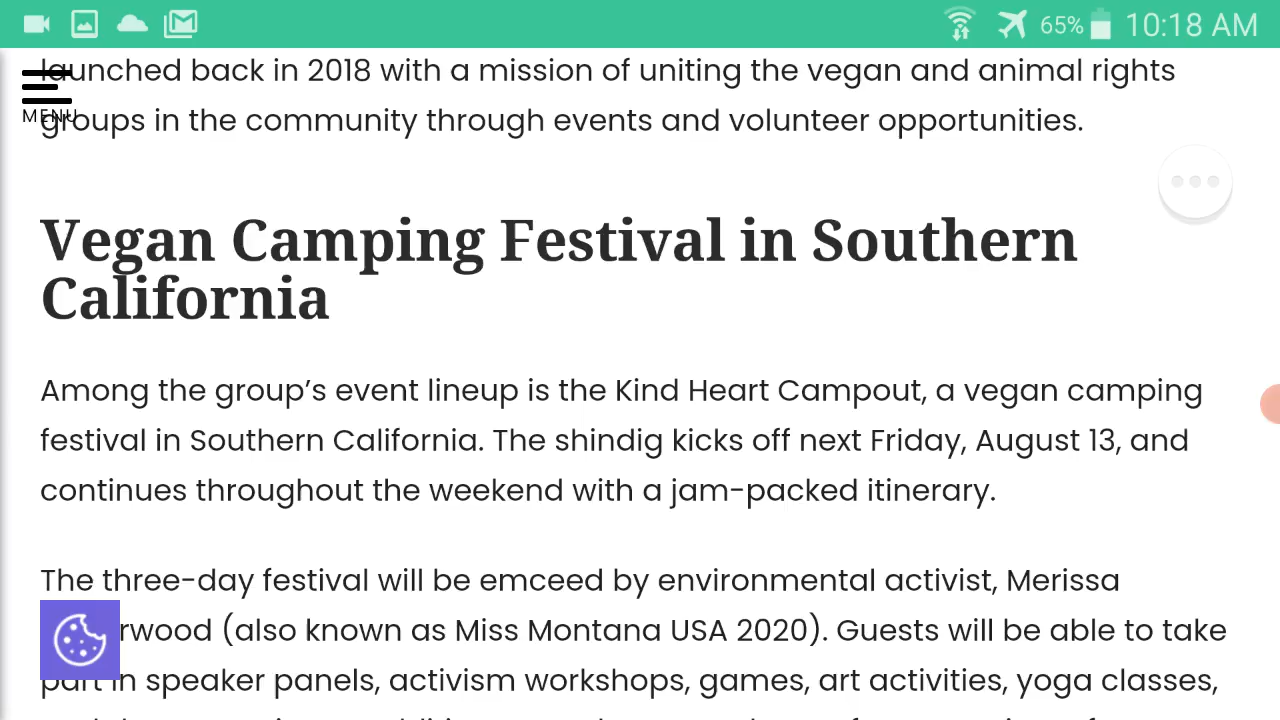 65% 10:18 AM
launched back in 2018 with a mission of uniting the vegan and animal rights
MENU
groups in the community through events and volunteer opportunities.
Vegan Camping Festival in Southern
California
Among the group’s event lineup is the Kind Heart Campout, a vegan camping
festival in Southern California. The shindig kicks off next Friday, August 13, and
continues throughout the weekend with a jam-packed itinerary.
The three-day festival will be emceed by environmental activist, Merissa
rwood (also known as Miss Montana USA 2020). Guests will be able to take
part in speaker panels, activism workshops, games, art activities, yoga classes,